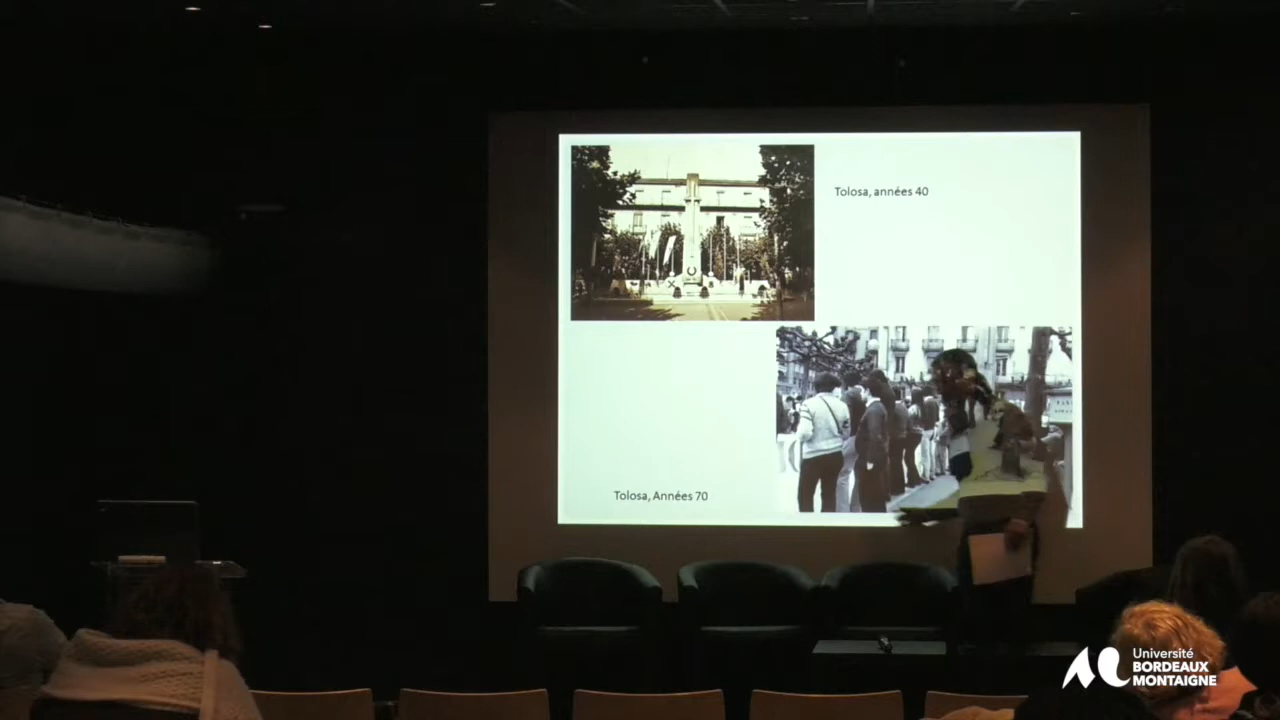 Tolosa, années 40
Tolosa, Années 70
Université
BORDEAUX
MONTAIGNE